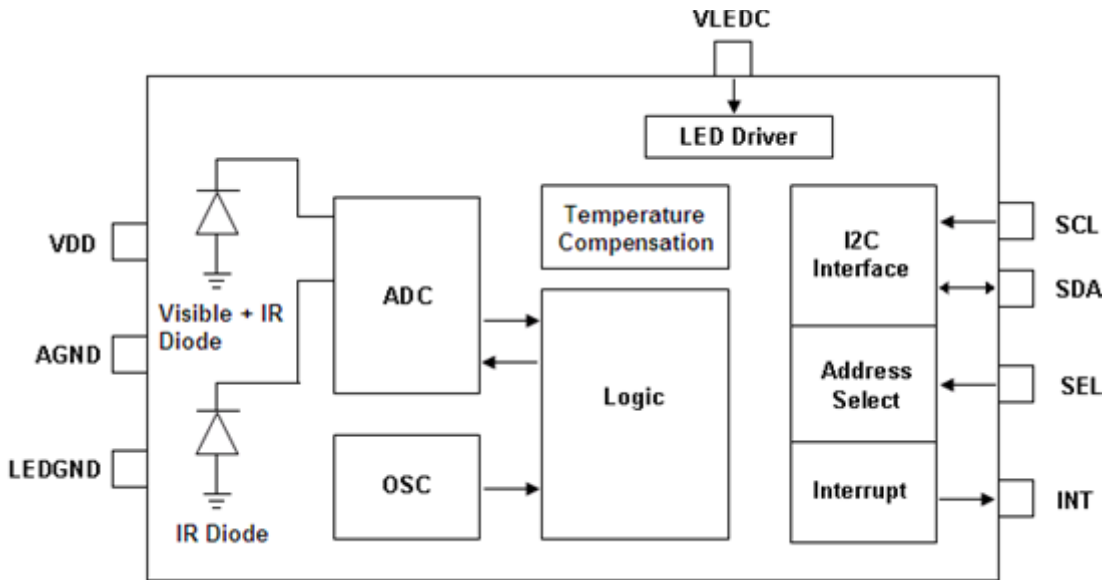 VLEDC
LED Driver
Temperature
Compensation
I2C
Interface
SCL
SDA
VDD
Visible + IR
Diode
ADC
AGND
Logic
Address
Select
SEL
LEDGND
OSC
Interrupt
INT
IR Diode